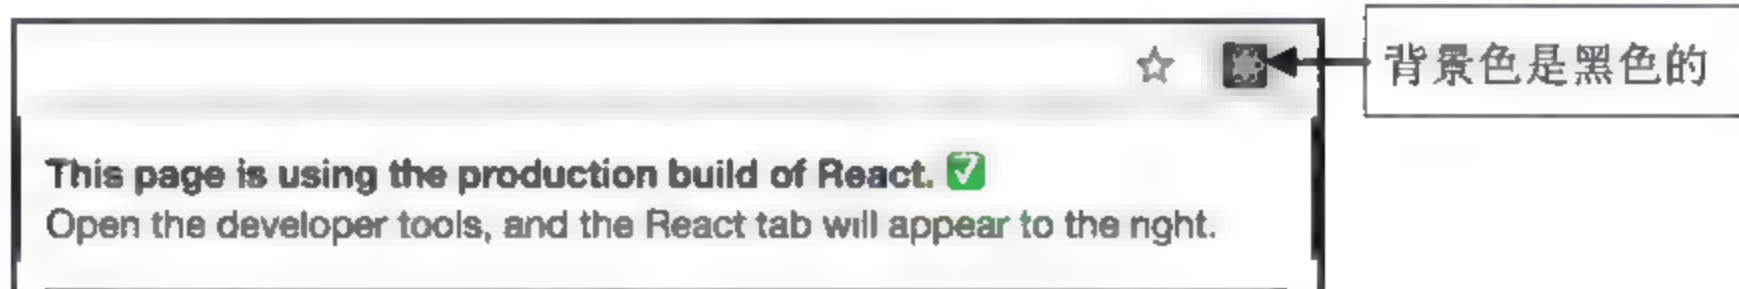 背景色是黑色的
This page is using the production build of React. ✅
Open the developer tools, and the React tab will appear to the right.